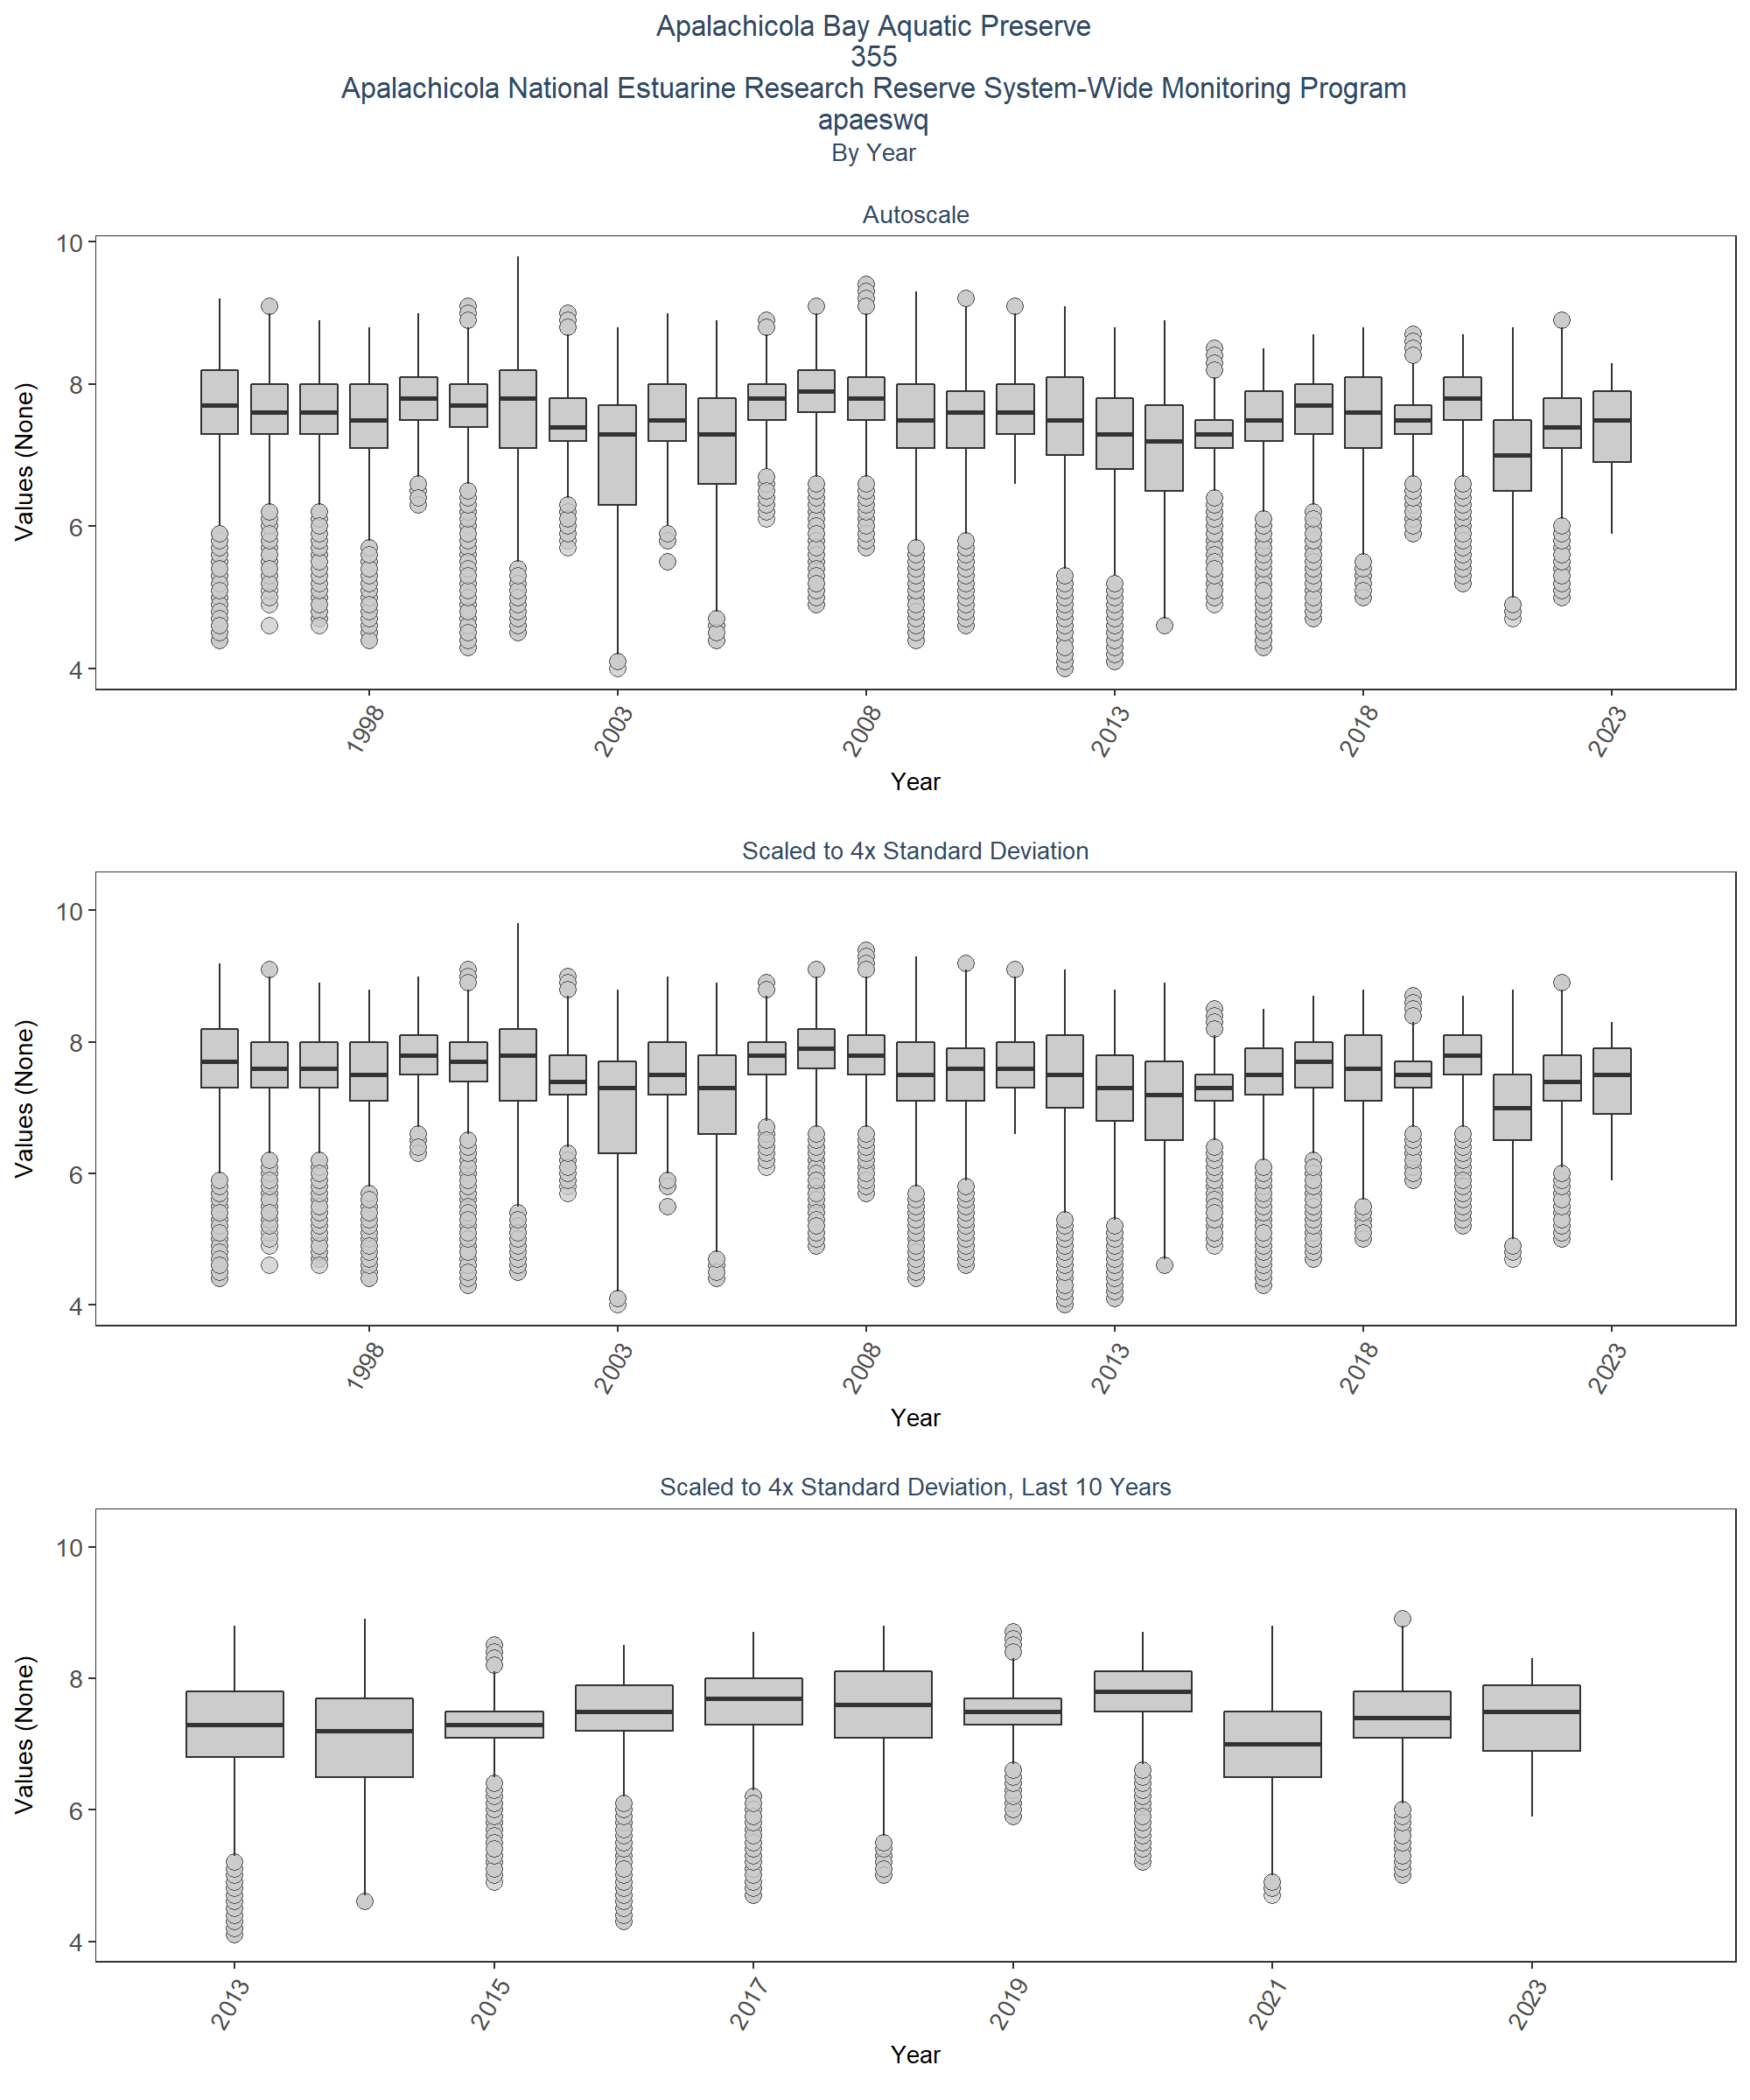 Apalachicola Bay Aquatic Preserve
355
Apalachicola National Estuarine Research Reserve System-Wide Monitoring Program
apaeswq
By Year
Autoscale
Values (None)
10
8
6
4
1998 2003 2008 2013 2018 2023
Year
Scaled to 4x Standard Deviation
Values (None)
10
8
6
4
1998 2003 2008 2013 2018 2023
Year
Scaled to 4x Standard Deviation, Last 10 Years
Values (None)
10
8
6
4
2013 2015 2017 2019 2021 2023
Year